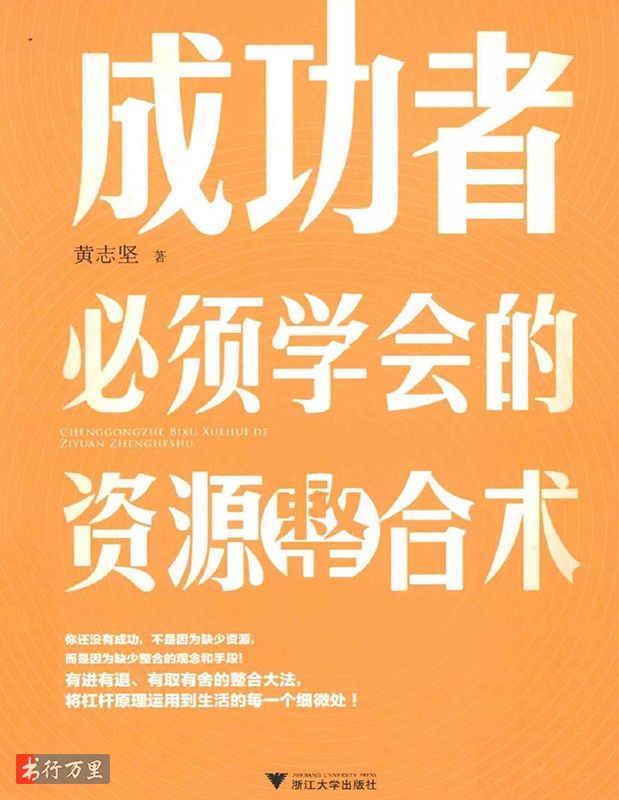 成功者
黄志坚 著
必须学会的
CHENGGONGZHE BIXU XUEHUI DE
ZIYUAN ZHENGHESHU
资源整合术
你还没有成功，不是因为缺少资源，
而是因为缺少整合的观念和手段！
有进有退、有取有舍的整合大法，
将杠杆原理运用到生活的每一个细微处！
书行万里
ZHEJIANG UNIVERSITY PRESS
浙江大学出版社